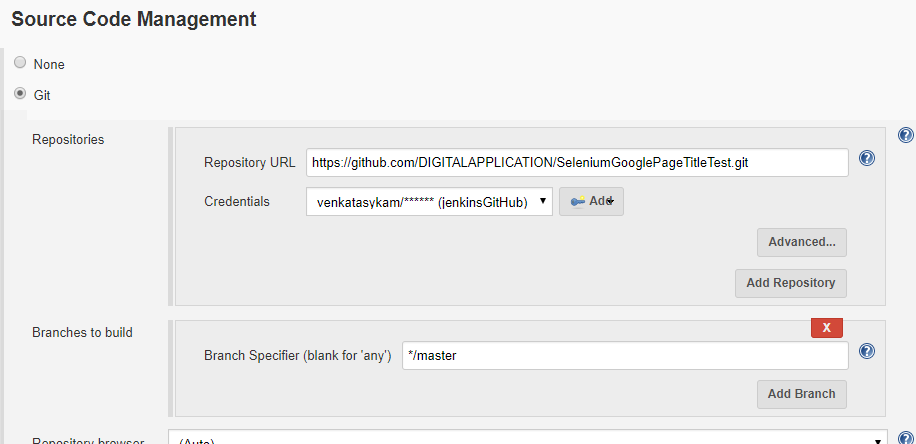 Source Code Management
None
Git
Repositories
Repository URL https://github.com/DIGITALAPPLICATION/SeleniumGooglePageTitleTest.git
Credentials venkatasykam/****** (jenkinsGitHub) Add
Advanced...
Add Repository
Branches to build
X
Branch Specifier (blank for 'any') */master
Add Branch
Repository browser (Auto)